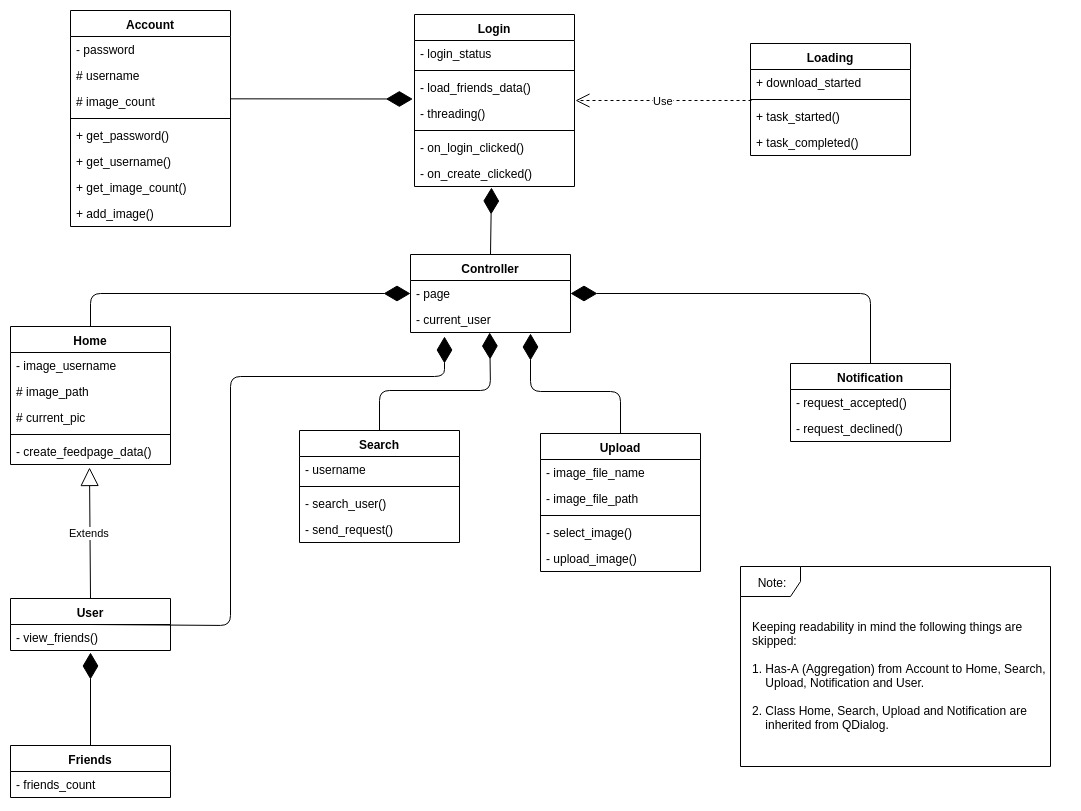 Account
- password
# username
# image_count
+ get_password()
+ get_username()
+ get_image_count()
+ add_image()
Login
- login_status
- load_friends_data()
- threading()
- on_login_clicked()
- on_create_clicked()
Use
Loading
+ download_started
+ task_started()
+ task_completed()
Controller
- page
- current_user
Home
- image_username
# image_path
# current_pic
- create_feedpage_data()
Extends
Search
- username
- search_user()
- send_request()
Upload
- image_file_name
- image_file_path
- select_image()
- upload_image()
Notification
- request_accepted()
- request_declined()
User
- view_friends()
Friends
- friends_count
Note:
Keeping readability in mind the following things are
skipped:
1. Has-A (Aggregation) from Account to Home, Search,
Upload, Notification and User.
2. Class Home, Search, Upload and Notification are
inherited from QDialog.